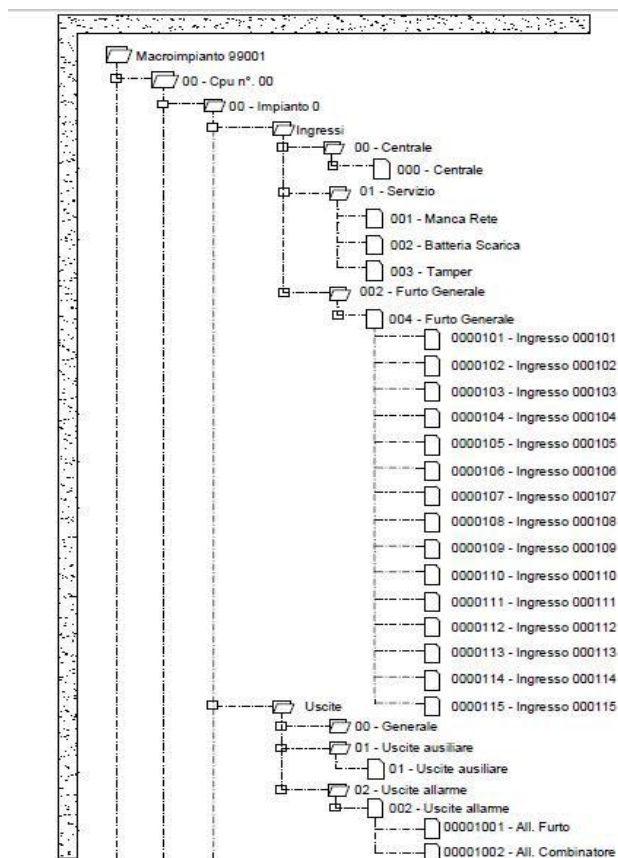 Macroimpianto 99001
00 - Cpu n°. 00
00 - Impianto 0
Ingressi
00 - Centrale
000 - Centrale
01 - Servizio
001 - Manca Rete
002 - Batteria Scarica
003 - Tamper
002 - Furto Generale
004 - Furto Generale
0000101 - Ingresso 000101
0000102 - Ingresso 000102
0000103 - Ingresso 000103
0000104 - Ingresso 000104
0000105 - Ingresso 000105
0000106 - Ingresso 000106
0000107 - Ingresso 000107
0000108 - Ingresso 000108
0000109 - Ingresso 000109
0000110 - Ingresso 000110
0000111 - Ingresso 000111
0000112 - Ingresso 000112
0000113 - Ingresso 000113
0000114 - Ingresso 000114
0000115 - Ingresso 000115
Uscite
00 - Generale
01 - Uscite ausiliare
01 - Uscite ausiliare
02 - Uscite allarme
002 - Uscite allarme
00001001 - All. Furto
00001002 - All. Combinatore